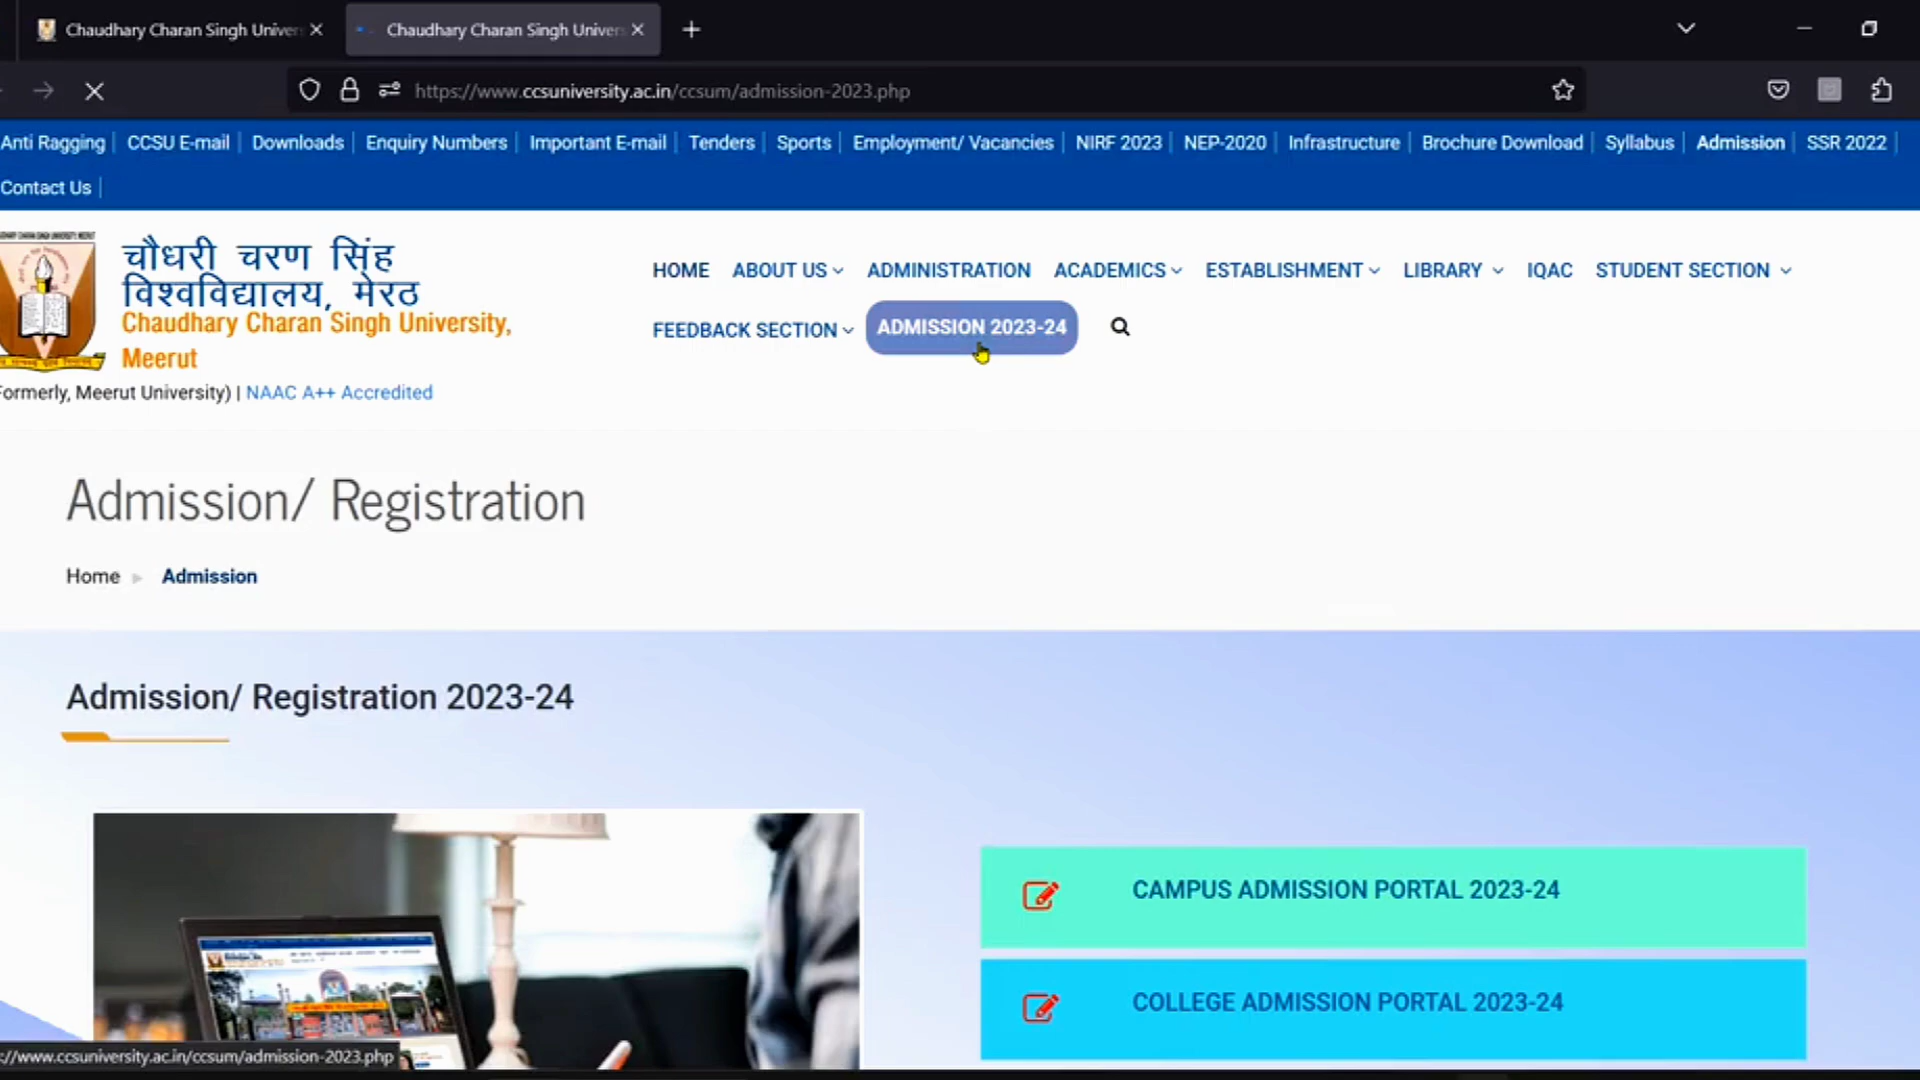 Chaudhary Charan Singh Univer
Chaudhary Charan Singh Univer
https://www.ccsuniversity.ac.in/ccsum/admission-2023.php
Anti Ragging | CCSU E-mail | Downloads | Enquiry Numbers | Important E-mail | Tenders | Sports | Employment/ Vacancies | NIRF 2023 | NEP-2020 | Infrastructure | Brochure Download | Syllabus | Admission | SSR 2022 |
Contact Us |
चौधरी चरण सिंह
विश्वविद्यालय, मेरठ
Chaudhary Charan Singh University,
Meerut
Formerly, Meerut University) | NAAC A++ Accredited
HOME ABOUT US ADMINISTRATION ACADEMICS ESTABLISHMENT LIBRARY IQAC STUDENT SECTION
FEEDBACK SECTION ADMISSION 2023-24
Admission/ Registration
Home Admission
Admission/ Registration 2023-24
CAMPUS ADMISSION PORTAL 2023-24
COLLEGE ADMISSION PORTAL 2023-24
://www.ccsuniversity.ac.in/ccsum/admission-2023.php